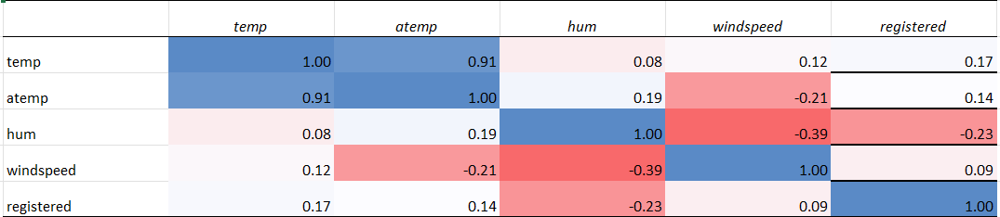 temp atemp hum windspeed registered
temp 1.00 0.91 0.08 0.12 0.17
atemp 0.91 1.00 0.19 -0.21 0.14
hum 0.08 0.19 1.00 -0.39 -0.23
windspeed 0.12 -0.21 -0.39 1.00 0.09
registered 0.17 0.14 -0.23 0.09 1.00